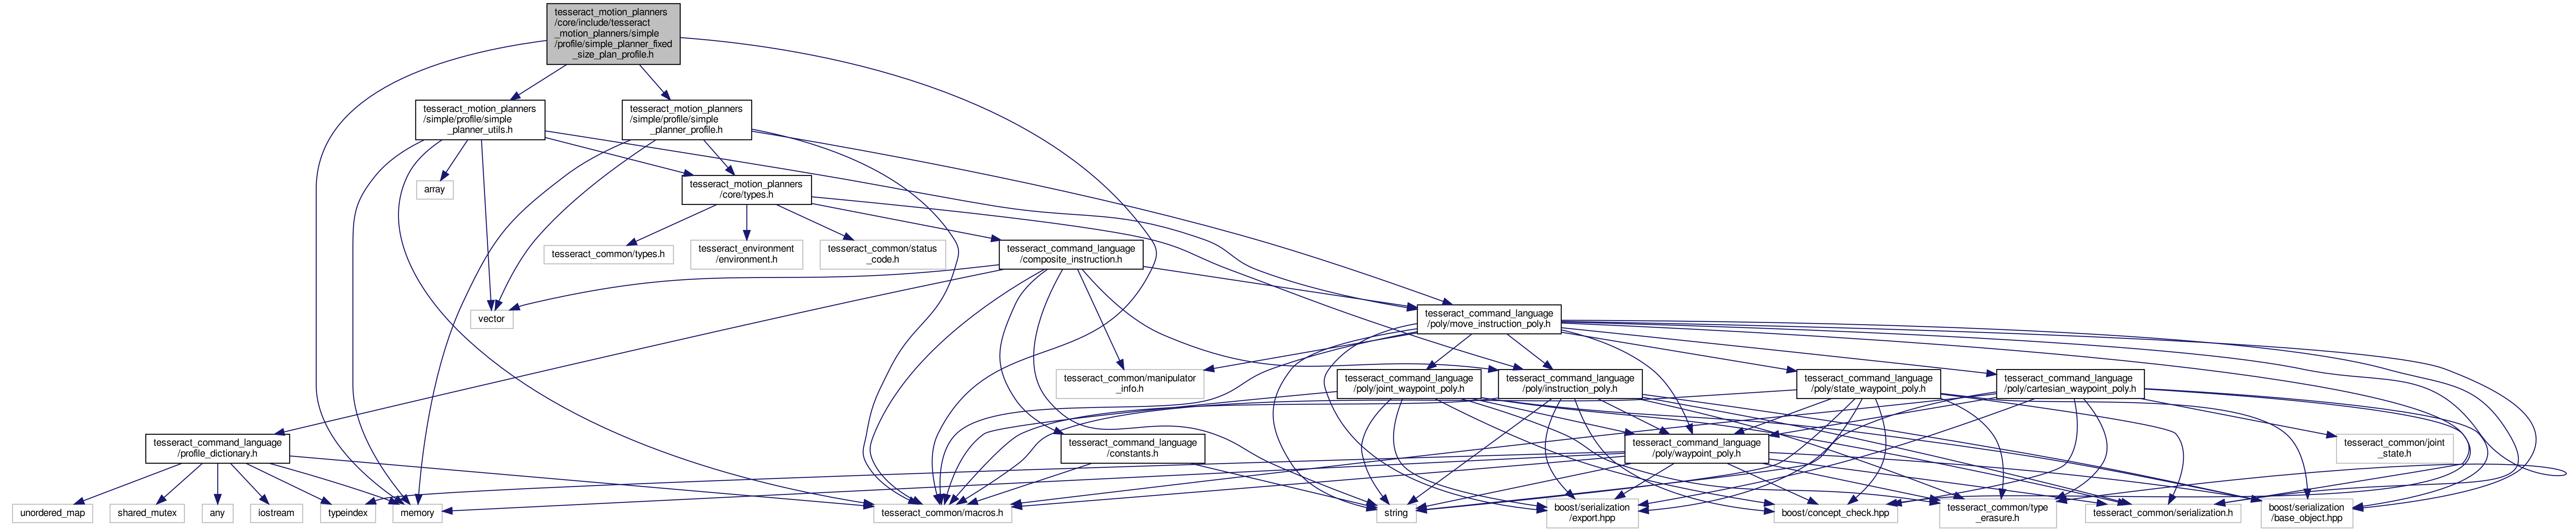 tesseract_motion_planners
/core/include/tesseract
_motion_planners/simple
/profile/simple_planner_fixed
_size_plan_profile.h
tesseract_motion_planners
/simple/profile/simple
_planner_utils.h
tesseract_motion_planners
/simple/profile/simple
_planner_profile.h
array
tesseract_motion_planners
/core/types.h
tesseract_common/types.h
tesseract_environment
/environment.h
tesseract_common/status
_code.h
tesseract_command_language
/composite_instruction.h
vector
tesseract_command_language
/poly/move_instruction_poly.h
tesseract_common/manipulator
_info.h
tesseract_command_language
/poly/joint_waypoint_poly.h
tesseract_command_language
/poly/instruction_poly.h
tesseract_command_language
/poly/state_waypoint_poly.h
tesseract_command_language
/poly/cartesian_waypoint_poly.h
tesseract_command_language
/profile_dictionary.h
tesseract_command_language
/constants.h
tesseract_command_language
/poly/waypoint_poly.h
tesseract_common/joint
_state.h
unordered_map
shared_mutex
any
iostream
typeindex
memory
tesseract_common/macros.h
string
boost/serialization
/export.hpp
boost/concept_check.hpp
tesseract_common/type
_erasure.h
tesseract_common/serialization.h
boost/serialization
/base_object.hpp